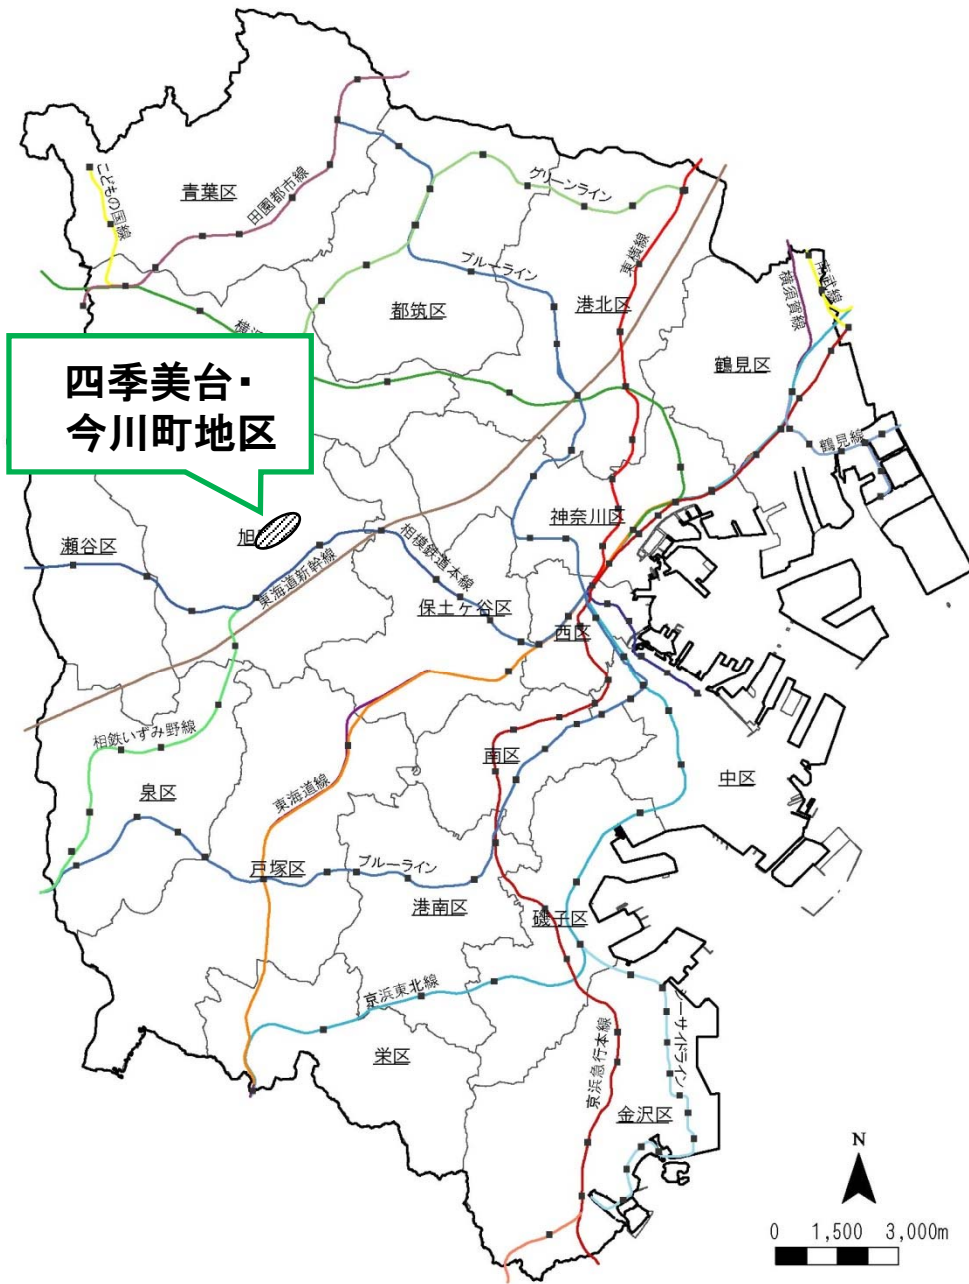 こどもの国線
青葉区
田園都市線
グリーンライン
ブルーライン
東横線
港北区
都筑区
横須賀線
南武線
鶴見区
鶴見線
四季美台・
今川町地区
神奈川区
瀬谷区
東海道新幹線
相模鉄道本線
保土ヶ谷区
西区
相鉄いずみ野線
泉区
東海道線
南区
中区
戸塚区
ブルーライン
港南区
磯子区
京浜東北線
栄区
京浜急行本線
シーサイドライン
金沢区
N
0 1,500 3,000m